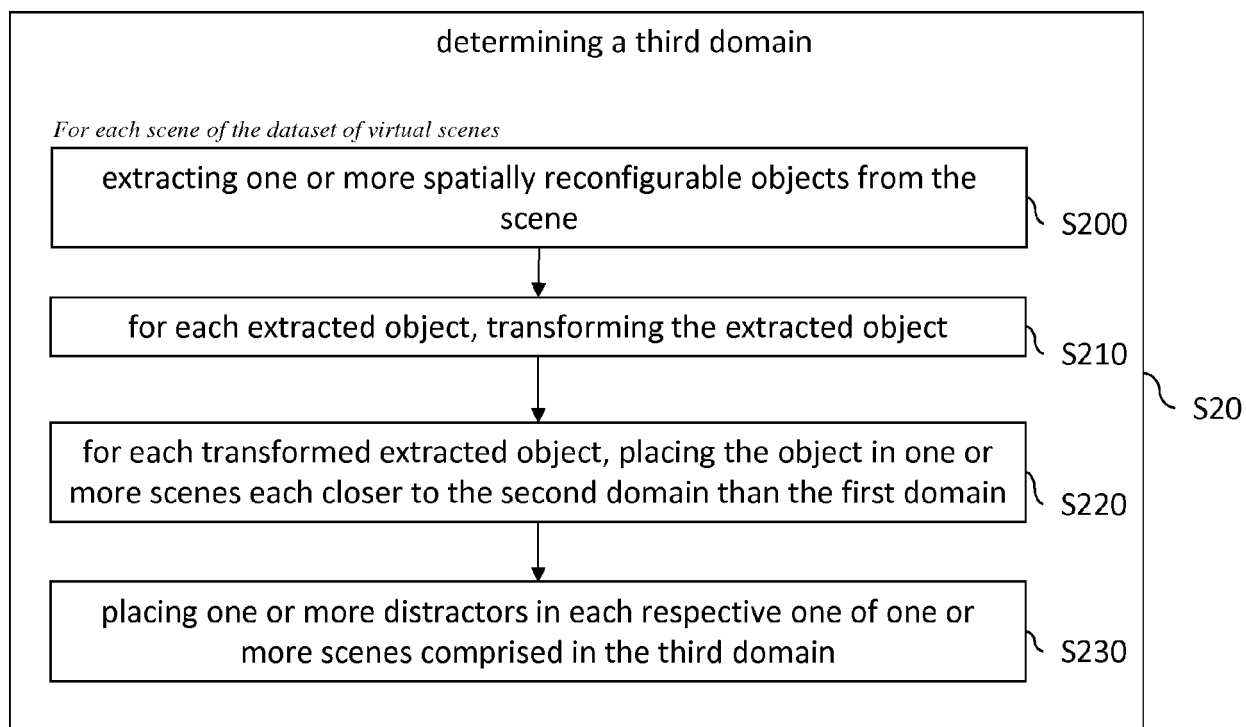 determining a third domain
For each scene of the dataset of virtual scenes
extracting one or more spatially reconfigurable objects from the
scene
S200
for each extracted object, transforming the extracted object
S210
S20
for each transformed extracted object, placing the object in one or
more scenes each closer to the second domain than the first domain
S220
placing one or more distractors in each respective one of one or
more scenes comprised in the third domain
S230